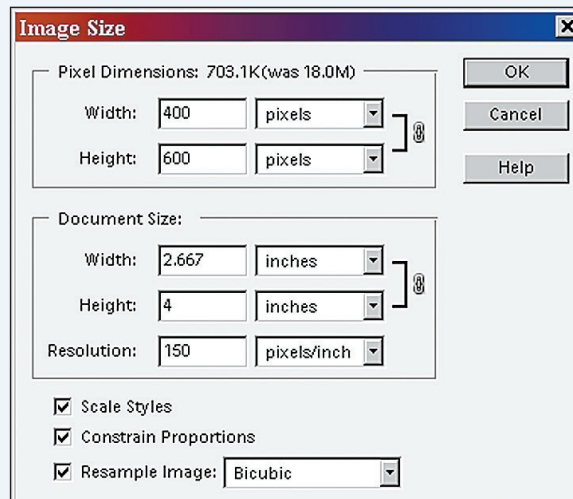 Image Size
Pixel Dimensions: 703.1K(was 18.0M)
OK
Width: 400 pixels
Cancel
Height: 600 pixels
Help
Document Size:
Width: 2.667 inches
Height: 4 inches
Resolution: 150 pixels/inch
Scale Styles
Constrain Proportions
Resample Image: Bicubic